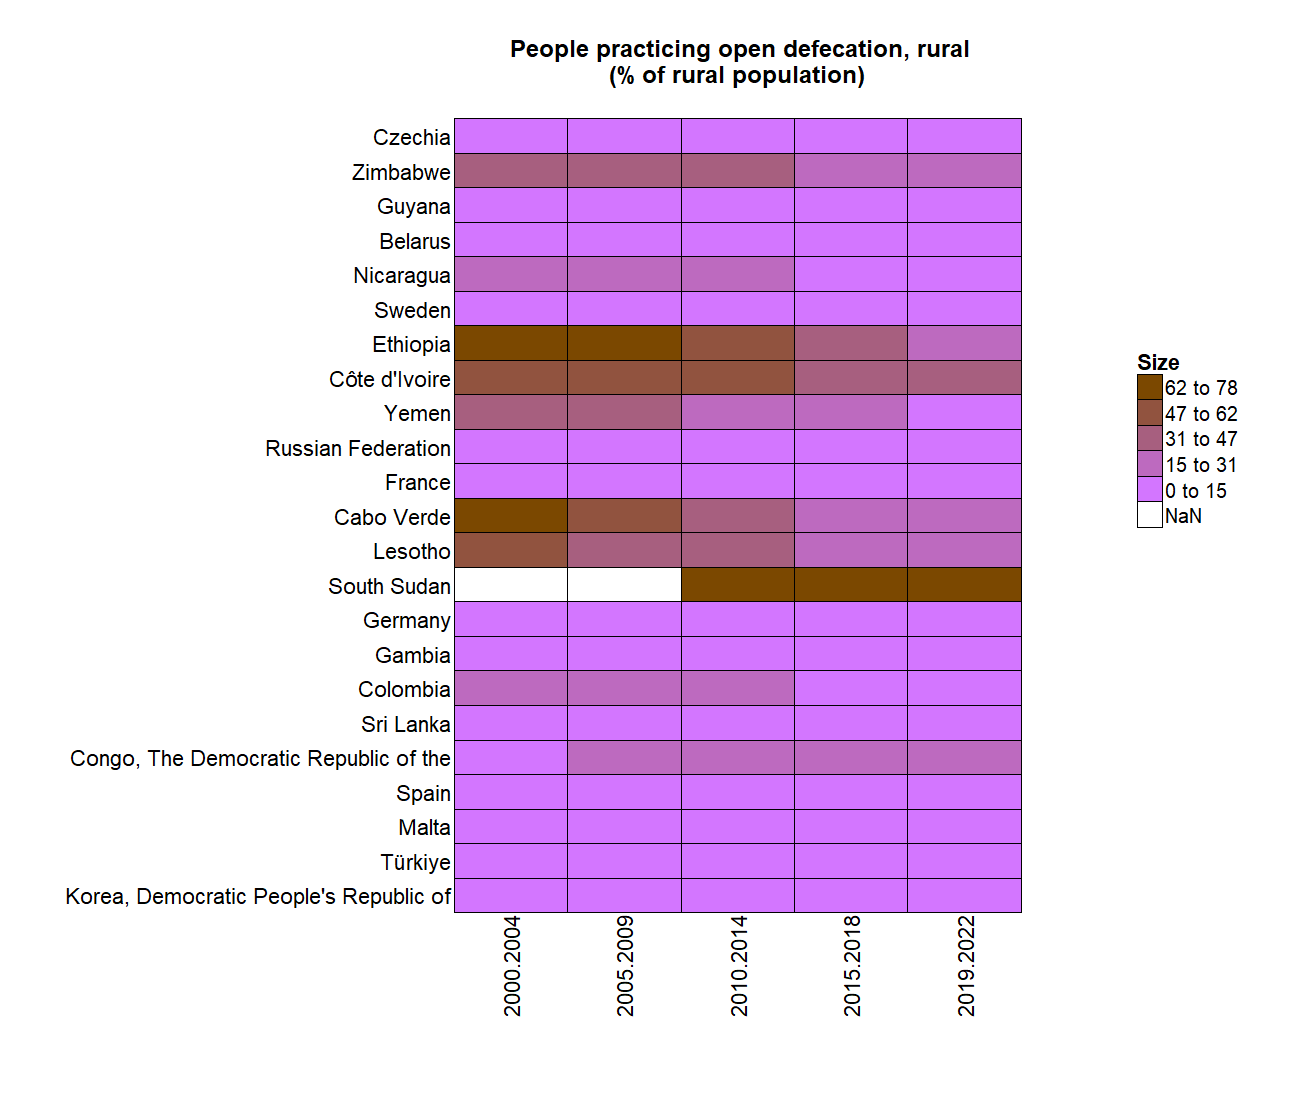 People practicing open defecation, rural
(% of rural population)
Czechia
Zimbabwe
Guyana
Belarus
Nicaragua
Sweden
Ethiopia
Côte d'Ivoire
Yemen
Russian Federation
France
Cabo Verde
Lesotho
South Sudan
Germany
Gambia
Colombia
Sri Lanka
Congo, The Democratic Republic of the
Spain
Malta
Türkiye
Korea, Democratic People's Republic of
2000.2004
2005.2009
2010.2014
2015.2018
2019.2022
Size
62 to 78
47 to 62
31 to 47
15 to 31
0 to 15
NaN